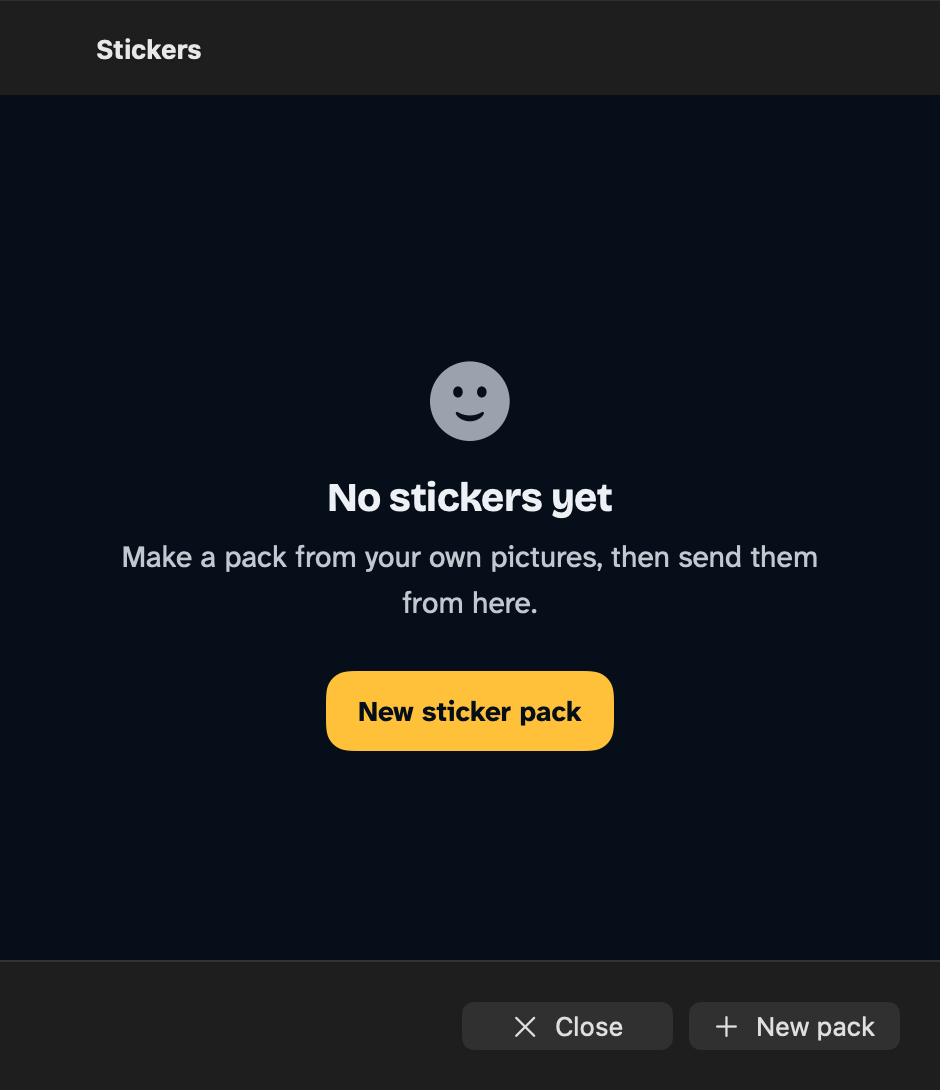 Stickers
No stickers yet
Make a pack from your own pictures, then send them
from here.
New sticker pack
Close
New pack